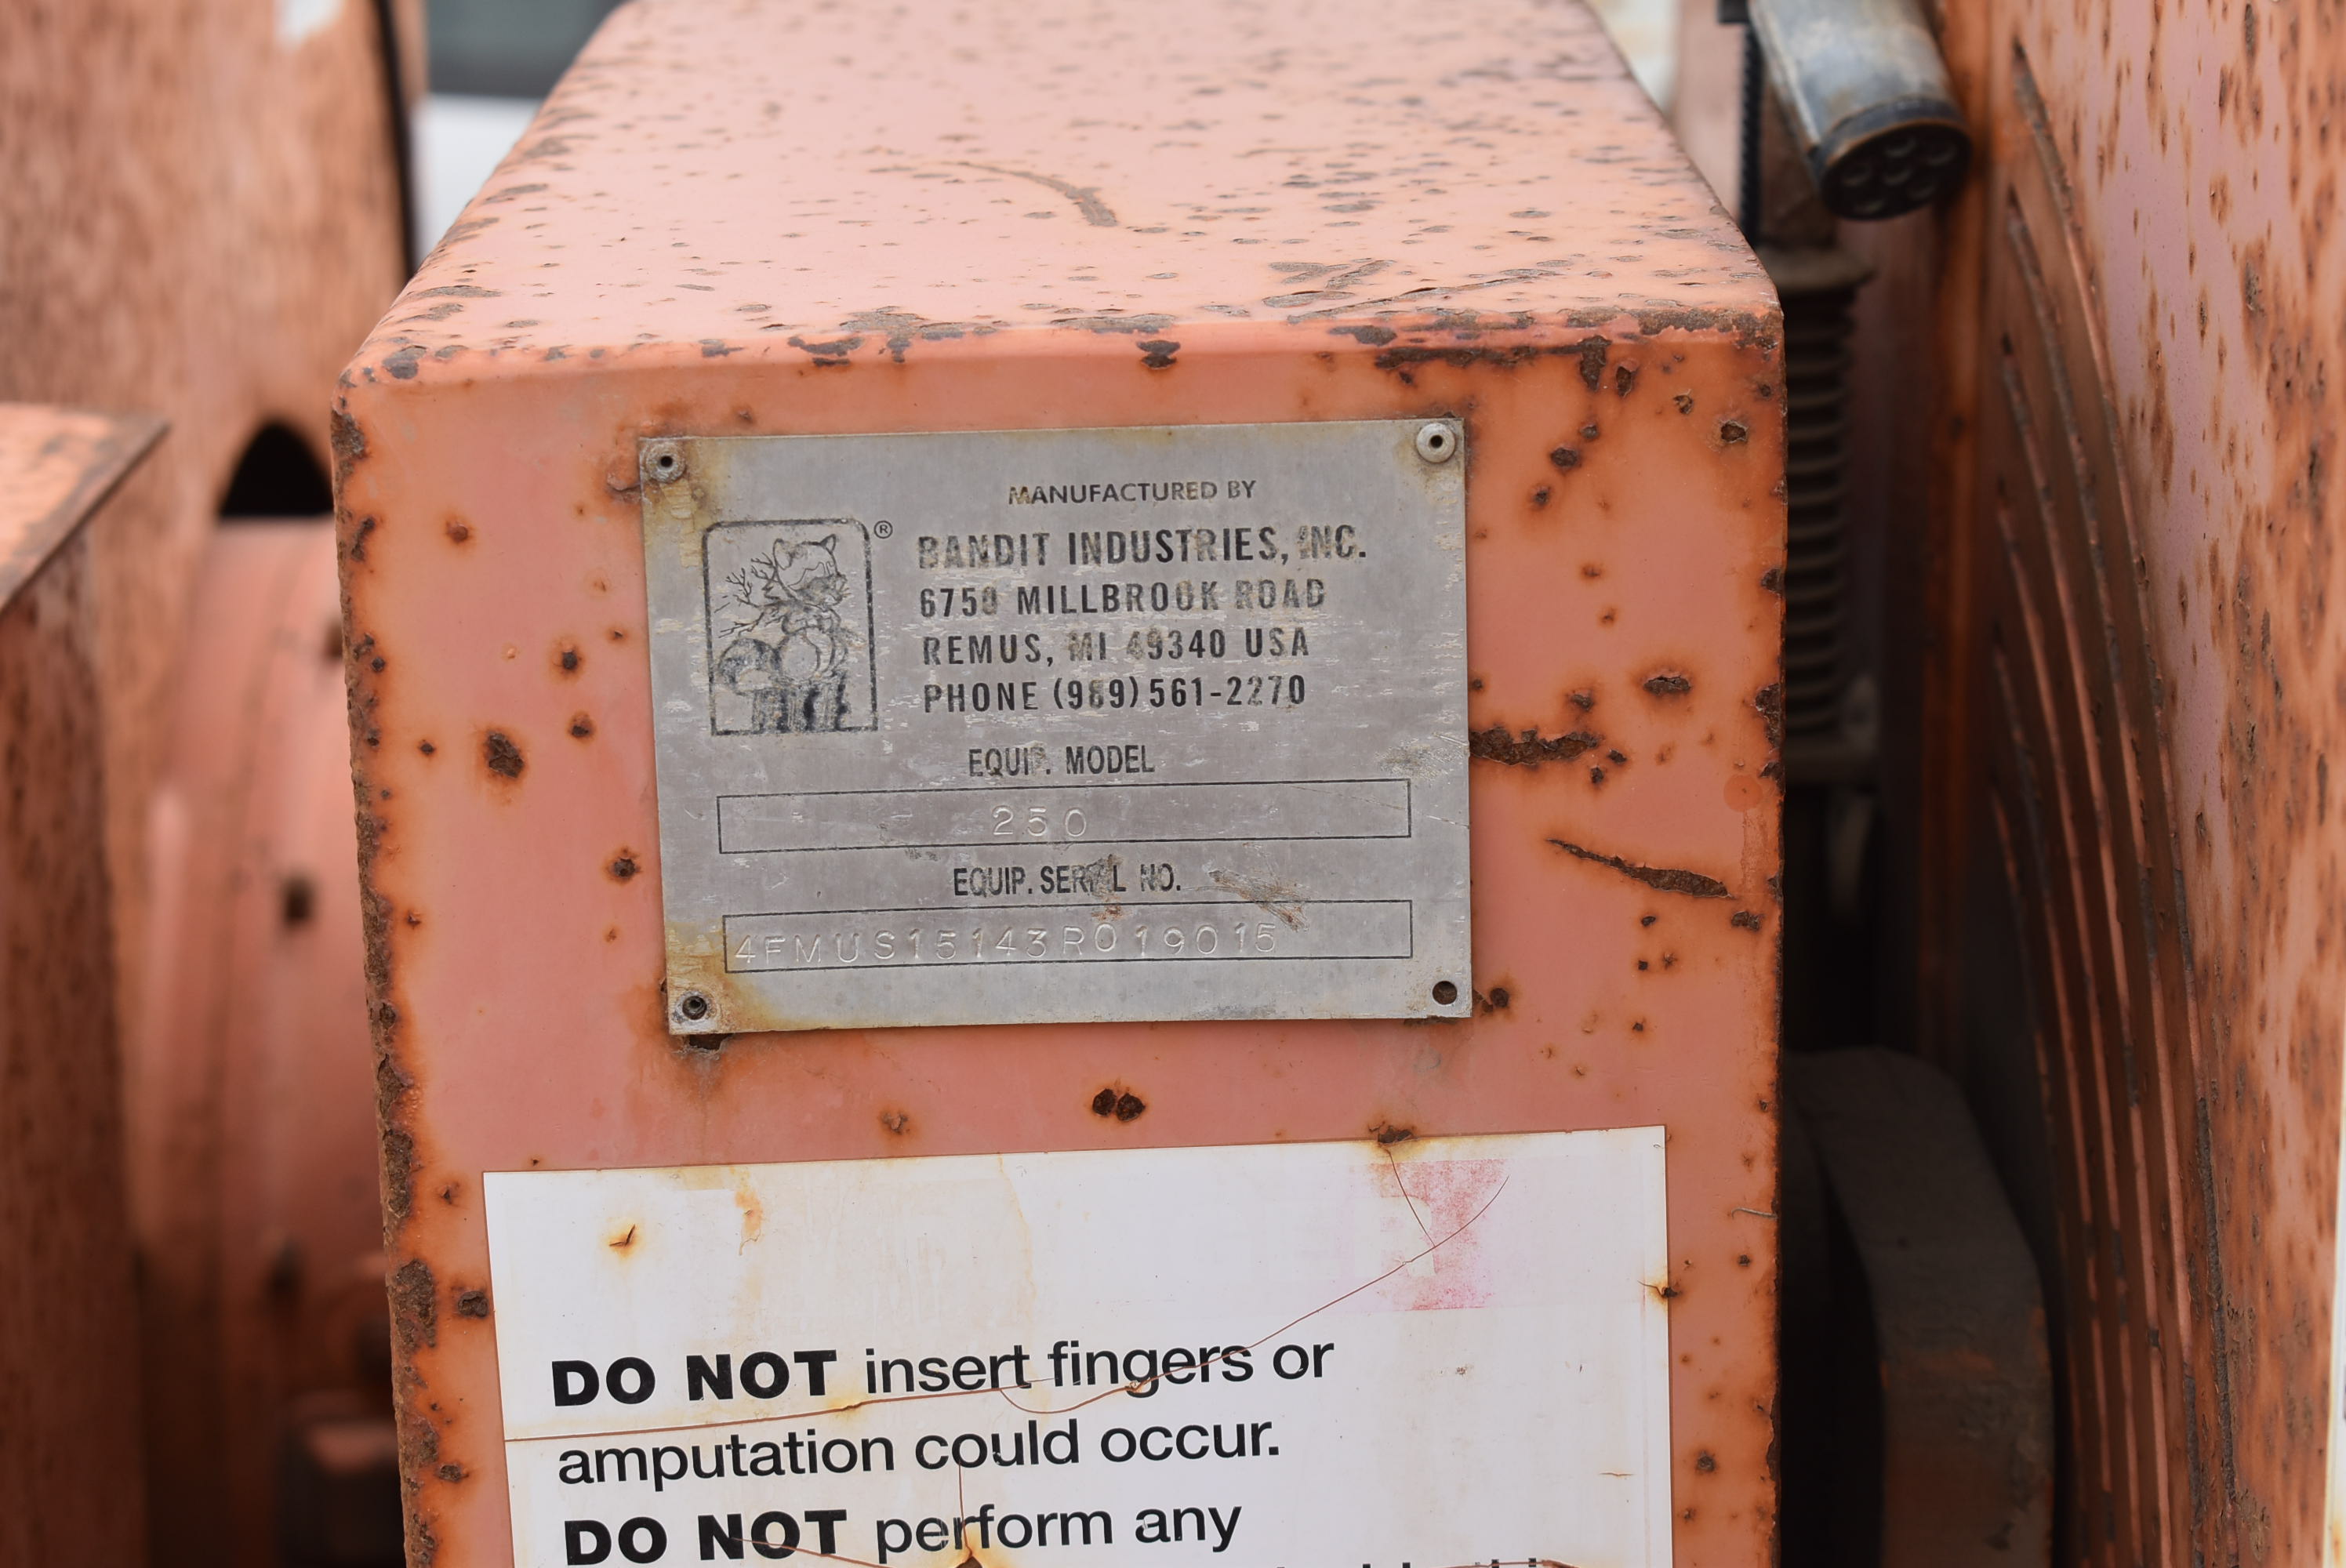 MANUFACTURED BY
®
BANDIT INDUSTRIES, INC.
6750 MILLBROOK ROAD
REMUS, MI 49340 USA
PHONE (989) 561-2270
EQUIP. MODEL
250
EQUIP. SERIAL NO.
4FMUS15143R019015
DO NOT insert fingers or
amputation could occur.
DO NOT perform any